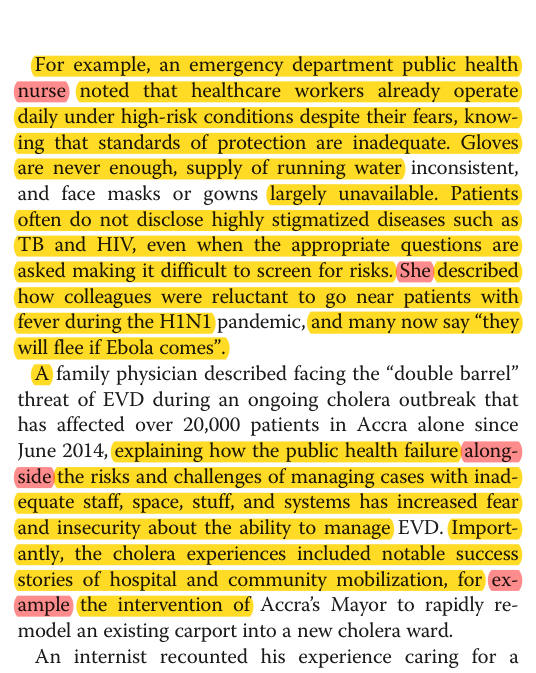 For example, an emergency department public health
nurse noted that healthcare workers already operate
daily under high-risk conditions despite their fears, know-
ing that standards of protection are inadequate. Gloves
are never enough, supply of running water inconsistent,
and face masks or gowns largely unavailable. Patients
often do not disclose highly stigmatized diseases such as
TB and HIV, even when the appropriate questions are
asked making it difficult to screen for risks. She described
how colleagues were reluctant to go near patients with
fever during the H1N1 pandemic, and many now say “they
will flee if Ebola comes”.
A family physician described facing the “double barrel”
threat of EVD during an ongoing cholera outbreak that
has affected over 20,000 patients in Accra alone since
June 2014, explaining how the public health failure along-
side the risks and challenges of managing cases with inad-
equate staff, space, stuff, and systems has increased fear
and insecurity about the ability to manage EVD. Import-
antly, the cholera experiences included notable success
stories of hospital and community mobilization, for ex-
ample the intervention of Accra’s Mayor to rapidly re-
model an existing carport into a new cholera ward.
An internist recounted his experience caring for a